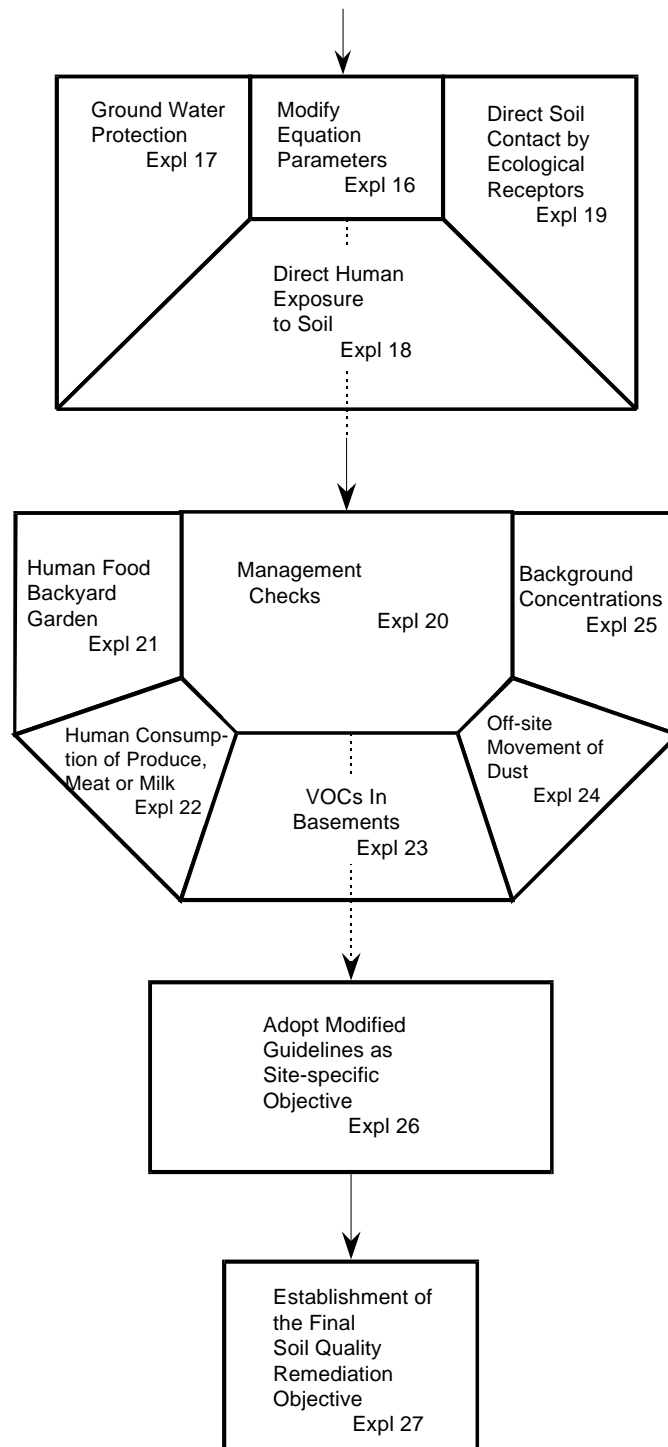 Ground Water
Protection
Expl 17
Modify
Equation
Parameters
Expl 16
Direct Soil
Contact by
Ecological
Receptors
Expl 19
Direct Human
Exposure
to Soil
Expl 18
Human Food
Backyard
Garden
Expl 21
Management
Checks
Expl 20
Background
Concentrations
Expl 25
Human Consump-
tion of Produce,
Meat or Milk
Expl 22
VOCs In
Basements
Expl 23
Off-site
Movement of
Dust
Expl 24
Adopt Modified
Guidelines as
Site-specific
Objective
Expl 26
Establishment of
the Final
Soil Quality
Remediation
Objective
Expl 27